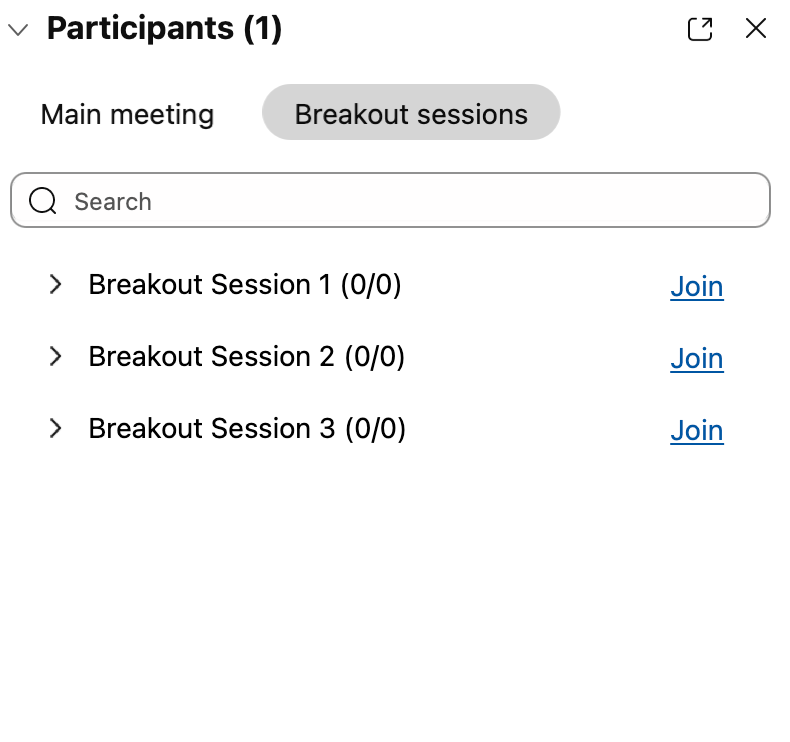 Participants (1)
Main meeting Breakout sessions
Search
Breakout Session 1 (0/0) Join
Breakout Session 2 (0/0) Join
Breakout Session 3 (0/0) Join